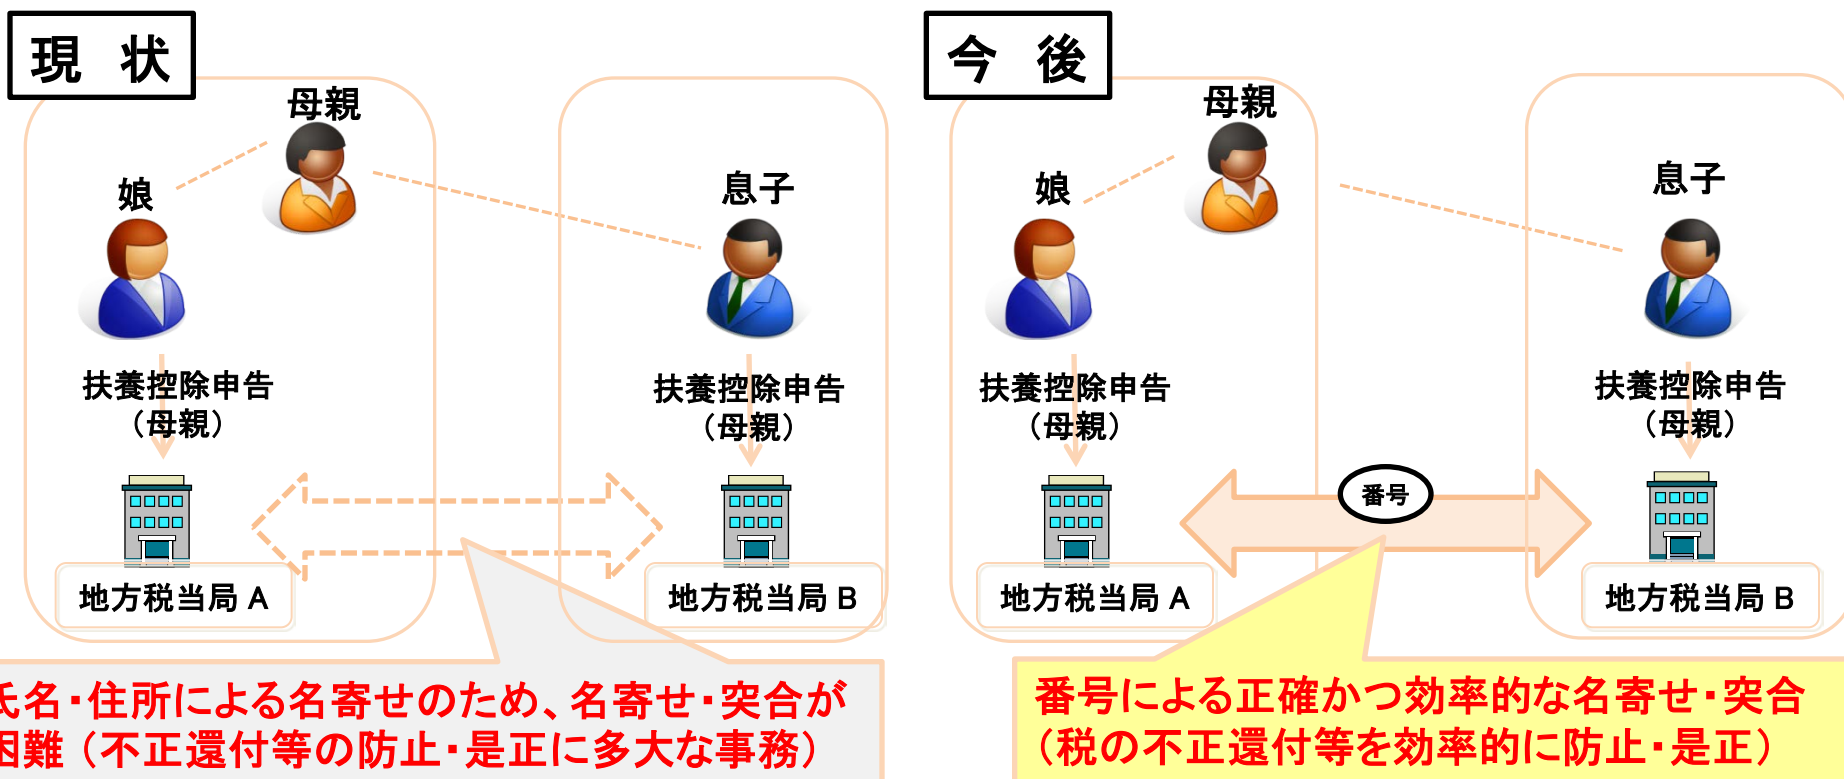 現 状
母親
娘
息子
扶養控除申告
（母親）
扶養控除申告
（母親）
地方税当局 A
地方税当局 B
氏名・住所による名寄せのため、名寄せ・突合が
困難（不正還付等の防止・是正に多大な事務）
今 後
母親
娘
息子
扶養控除申告
（母親）
扶養控除申告
（母親）
番号
地方税当局 A
地方税当局 B
番号による正確かつ効率的な名寄せ・突合
（税の不正還付等を効率的に防止・是正）